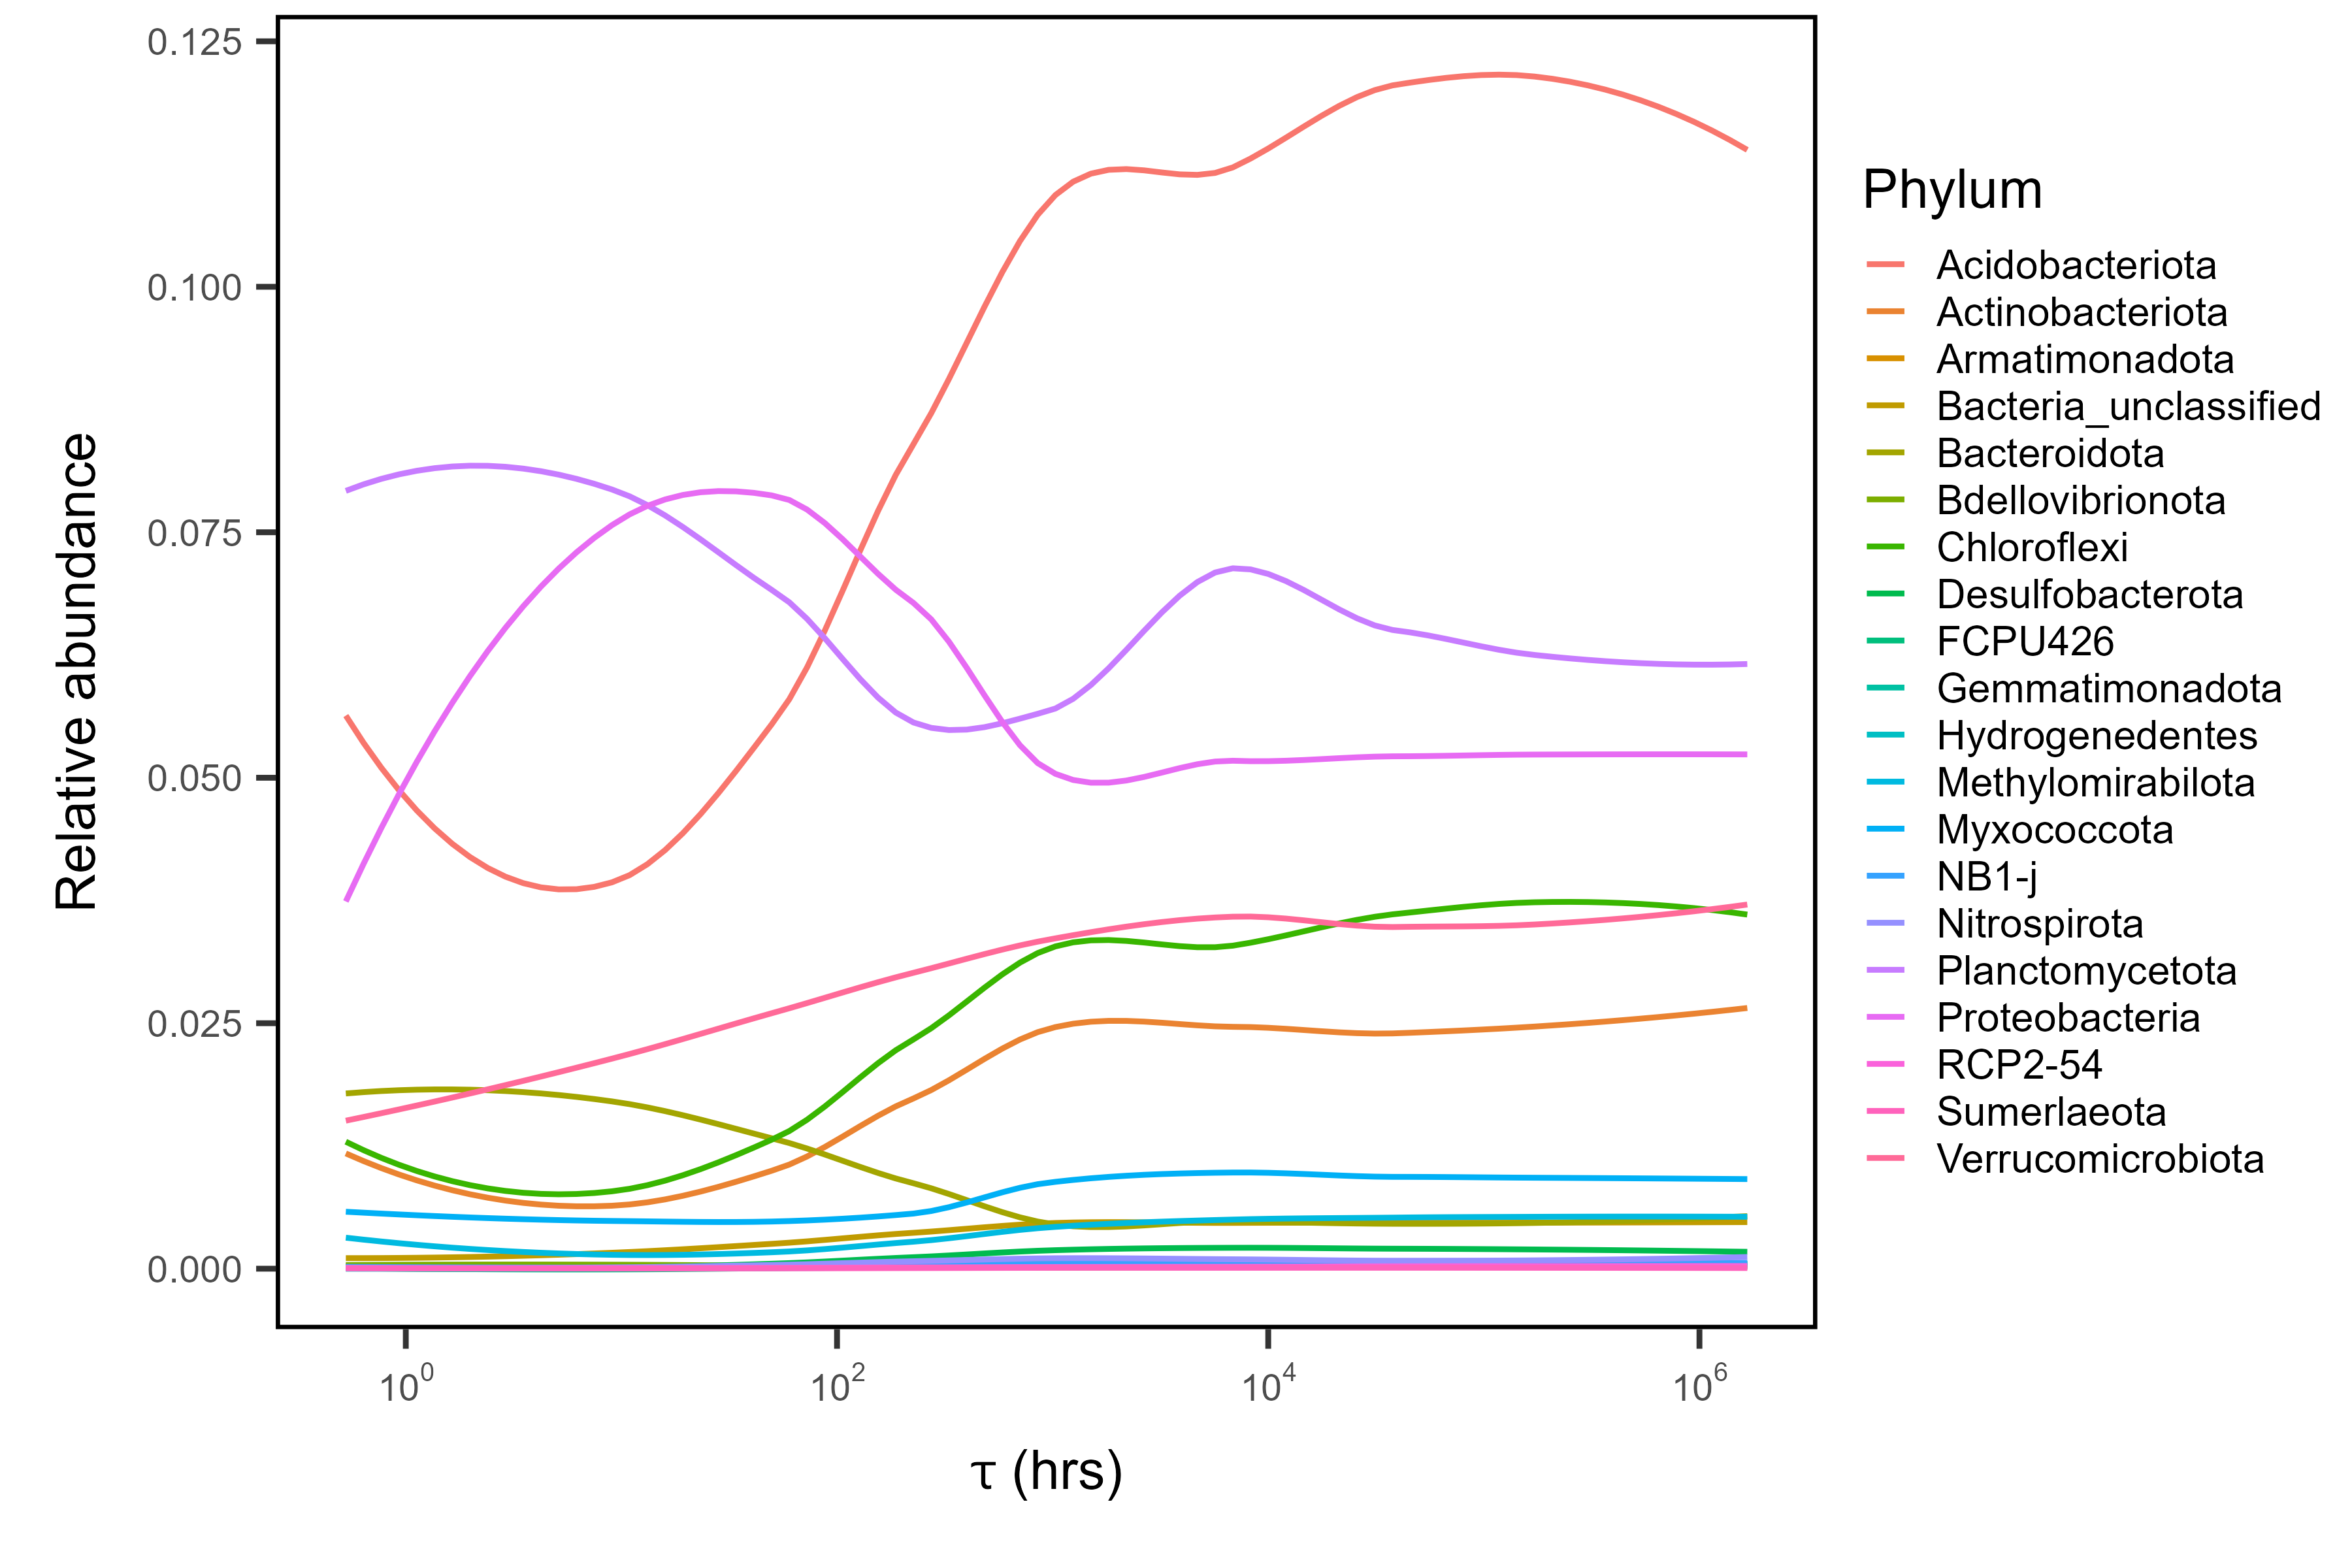 0.125
0.100
0.075
0.050
0.025
0.000
Relative abundance
10⁰ 10² 10⁴ 10⁶
τ (hrs)
Phylum
Acidobacteriota
Actinobacteriota
Armatimonadota
Bacteria_unclassified
Bacteroidota
Bdellovibrionota
Chloroflexi
Desulfobacterota
FCPU426
Gemmatimonadota
Hydrogenedentes
Methylomirabilota
Myxococcota
NB1-j
Nitrospirota
Planctomycetota
Proteobacteria
RCP2-54
Sumerlaeota
Verrucomicrobiota